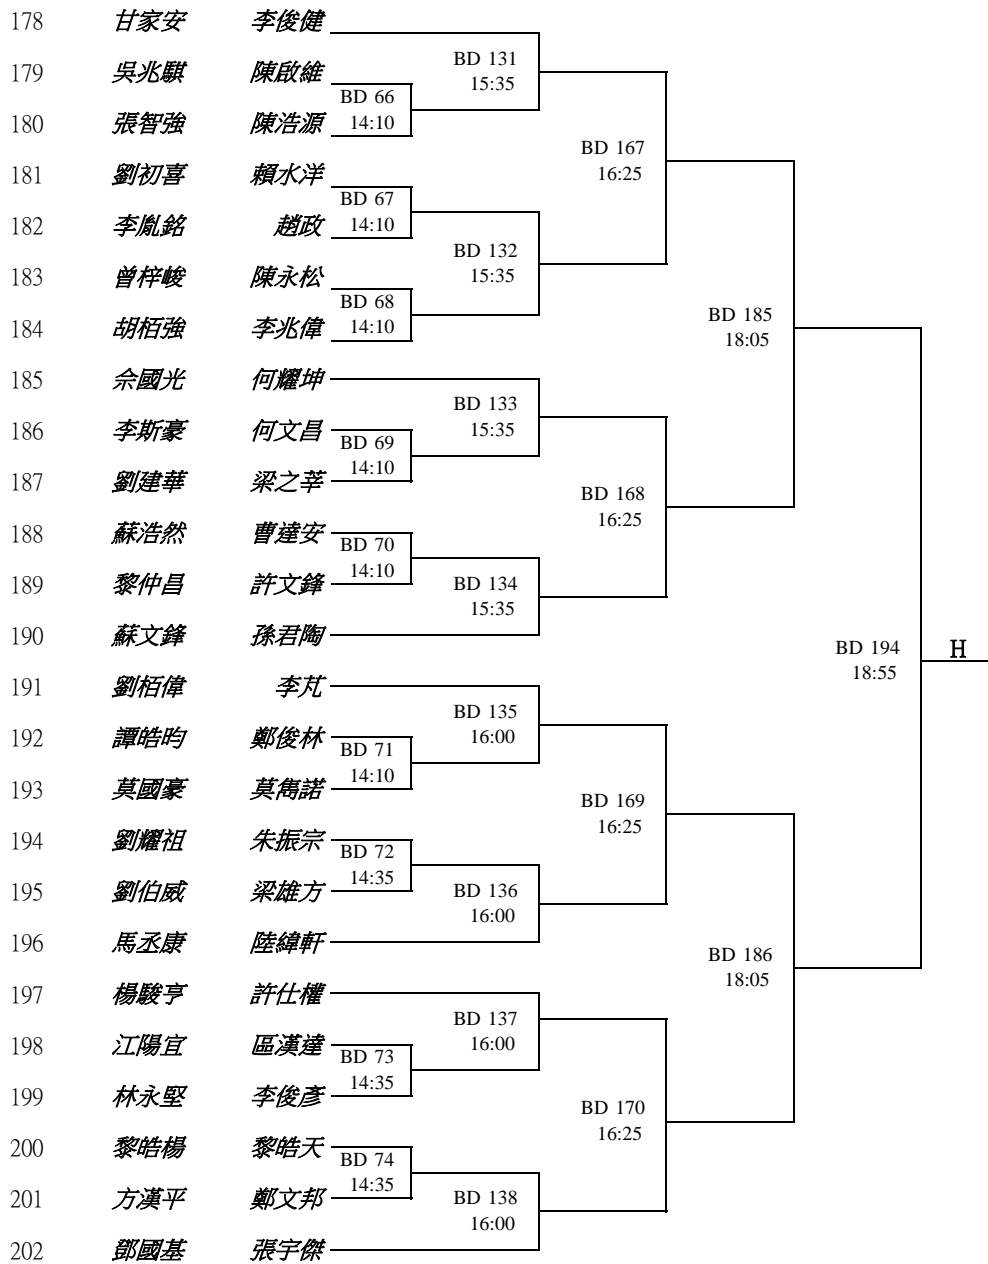 178 甘家安 李俊健
BD 131
179 吳兆騏 陳啟維 15:35
BD 66
180 張智強 陳浩源 14:10
BD 167
181 劉初喜 賴水洋 16:25
BD 67
182 李胤銘 趙政 14:10
BD 132
183 曾梓峻 陳永松 15:35
BD 68
184 胡栢強 李兆偉 14:10
BD 185
18:05
185 佘國光 何耀坤
BD 133
186 李斯豪 何文昌 15:35
BD 69
187 劉建華 梁之莘 14:10
BD 168
188 蘇浩然 曹達安 16:25
BD 70
189 黎仲昌 許文鋒 14:10
BD 134
15:35
190 蘇文鋒 孫君陶
BD 194 H
18:55
191 劉栢偉 李芃
BD 135
192 譚皓昀 鄭俊林 16:00
BD 71
193 莫國豪 莫雋諾 14:10
BD 169
194 劉耀祖 朱振宗 16:25
BD 72
195 劉伯威 梁雄方 14:35
BD 136
16:00
196 馬丞康 陸緯軒
BD 186
18:05
197 楊駿亨 許仕權
BD 137
198 江陽宜 區漢達 16:00
BD 73
199 林永堅 李俊彥 14:35
BD 170
16:25
200 黎皓楊 黎皓天
BD 74
201 方漢平 鄭文邦 14:35
BD 138
16:00
202 鄧國基 張宇傑